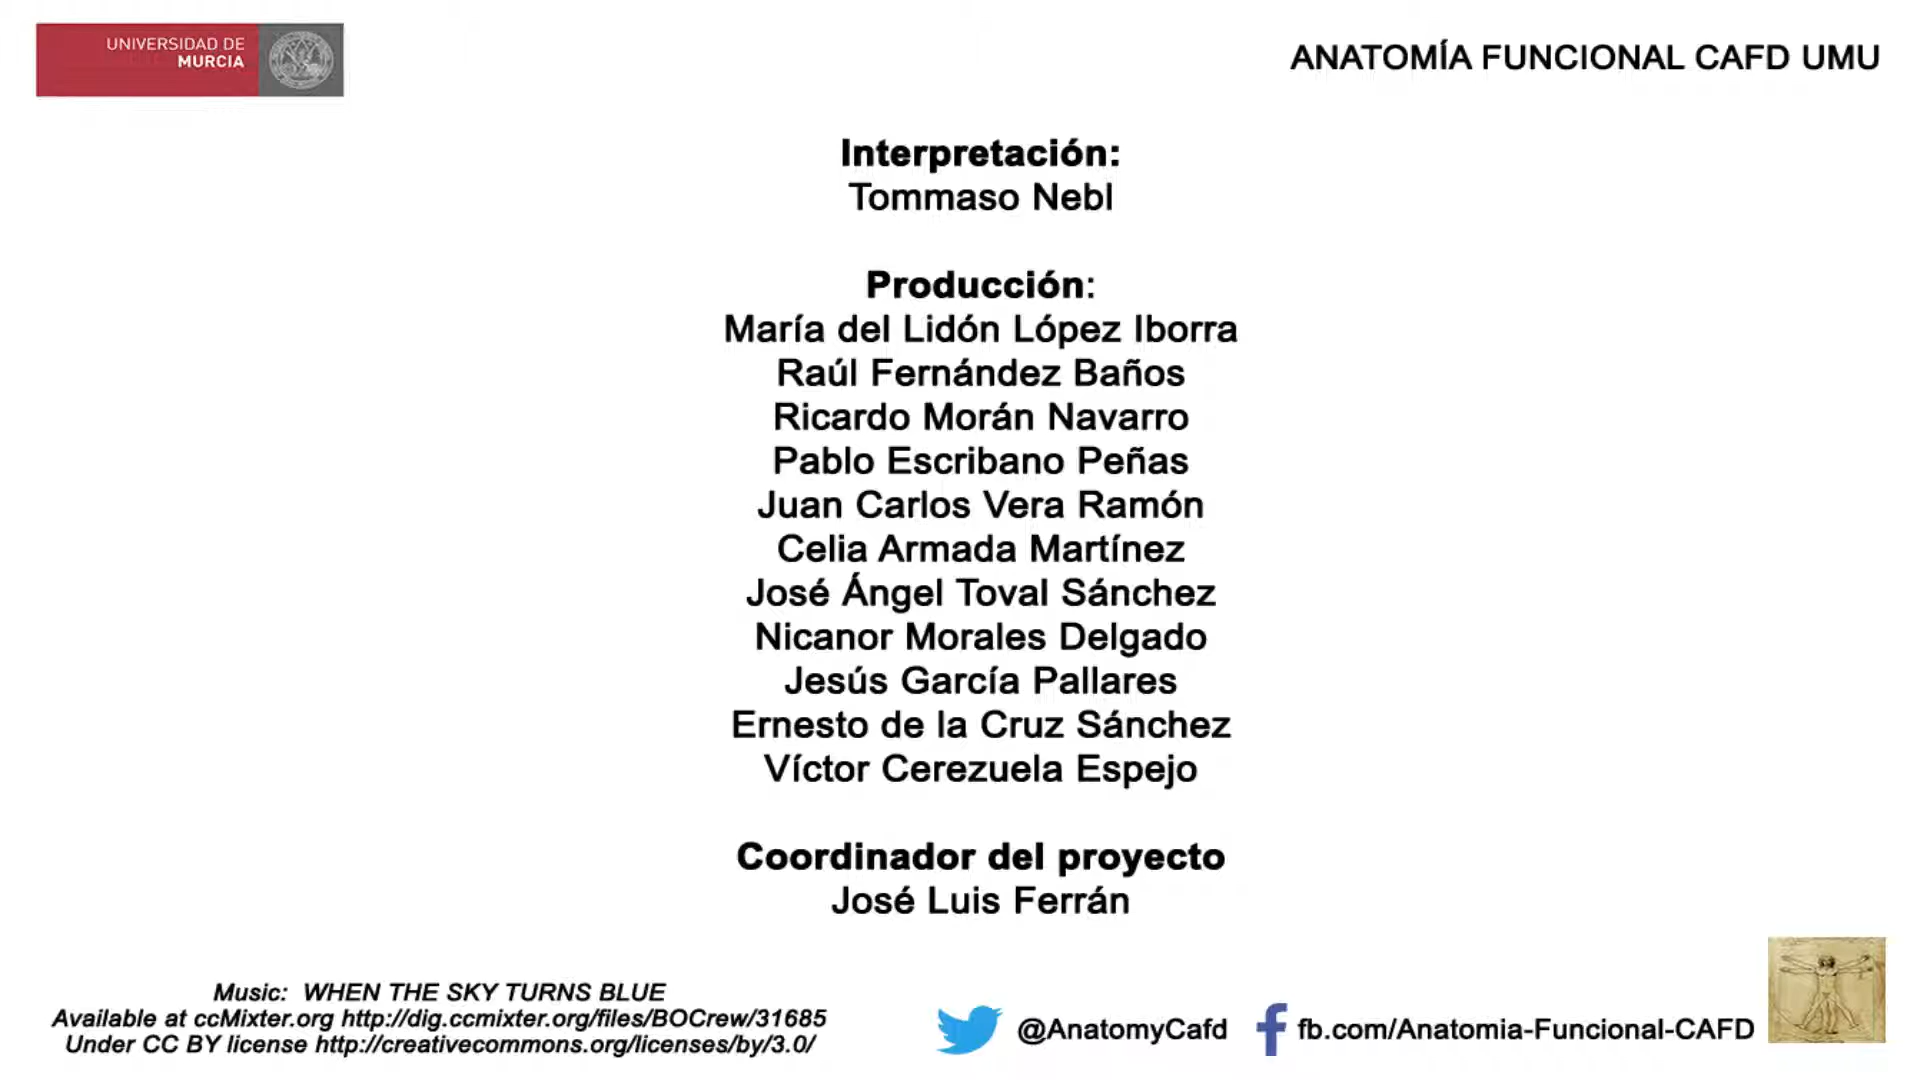 UNIVERSIDAD DE
MURCIA
ANATOMÍA FUNCIONAL CAFD UMU
Interpretación:
Tommaso Nebl
Producción:
María del Lidón López Iborra
Raúl Fernández Baños
Ricardo Morán Navarro
Pablo Escribano Peñas
Juan Carlos Vera Ramón
Celia Armada Martínez
José Ángel Toval Sánchez
Nicanor Morales Delgado
Jesús García Pallares
Ernesto de la Cruz Sánchez
Víctor Cerezuela Espejo
Coordinador del proyecto
José Luis Ferrán
Music: WHEN THE SKY TURNS BLUE
Available at ccMixter.org http://dig.ccmixter.org/files/BOCrew/31685
Under CC BY license http://creativecommons.org/licenses/by/3.0/
@AnatomyCafd
fb.com/Anatomia-Funcional-CAFD